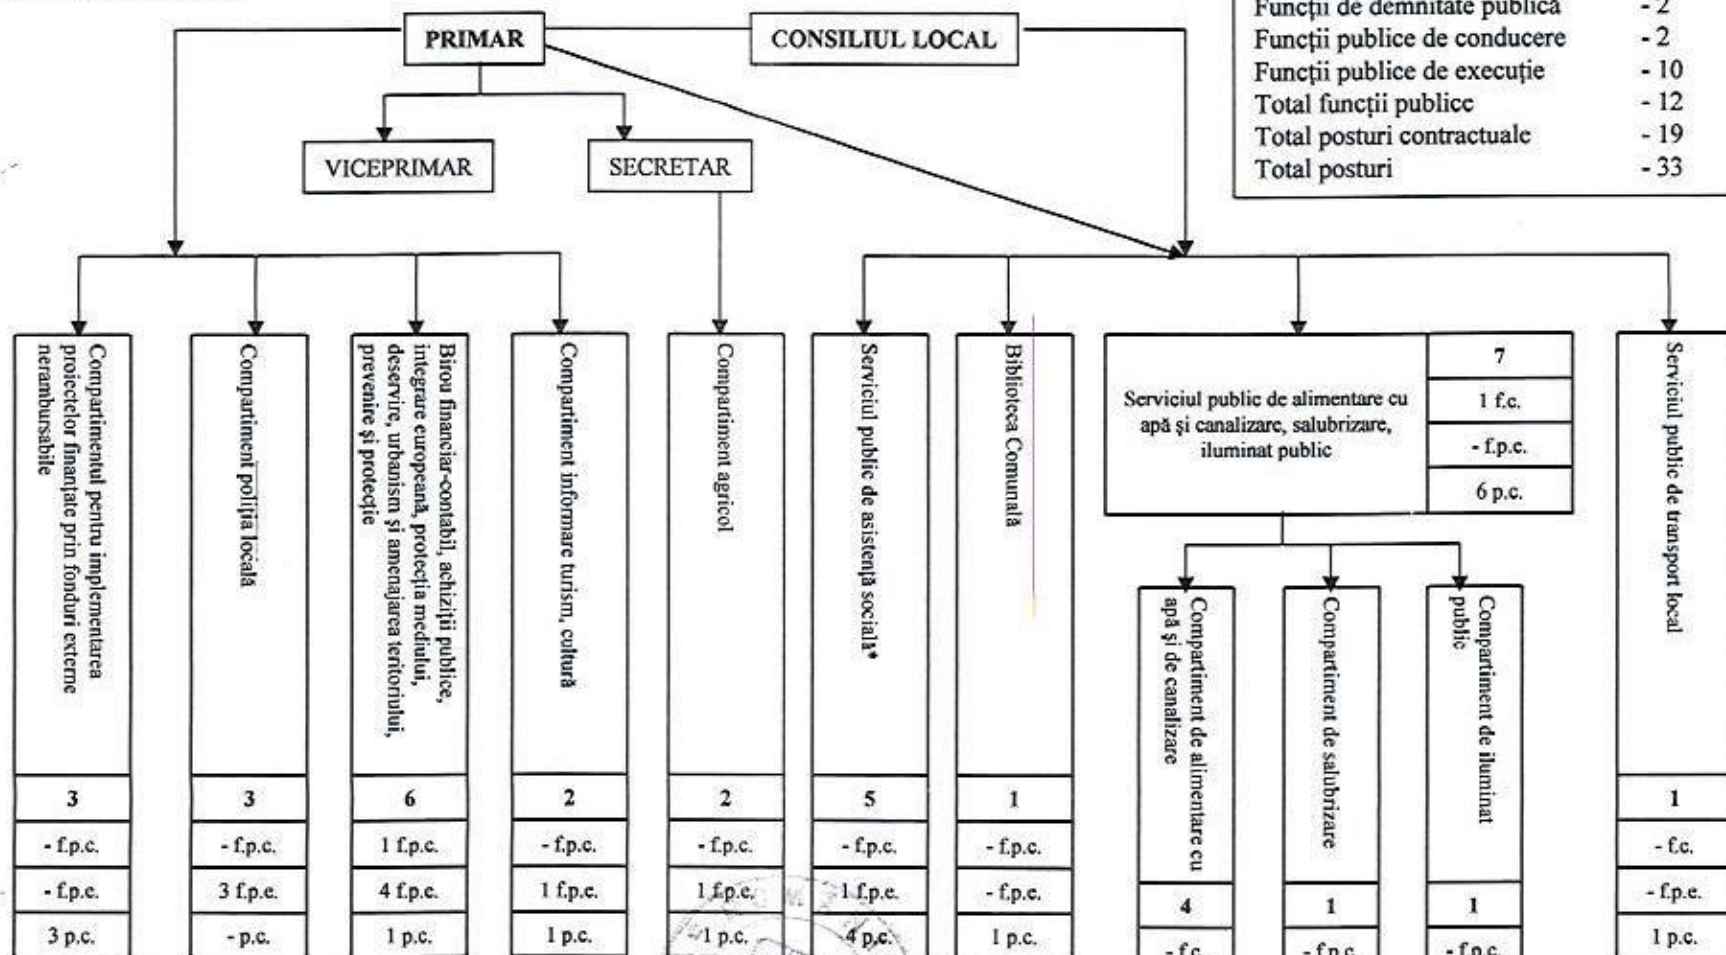 PRIMAR
CONSILIUL LOCAL
Funcții de demnitate publică - 2
Funcții publice de conducere - 2
Funcții publice de execuție - 10
Total funcții publice - 12
Total posturi contractuale - 19
Total posturi - 33
VICEPRIMAR
SECRETAR
Compartimentul pentru implementarea
proiectelor finanțate prin fonduri externe
nerambursabile
3
- f.p.c.
- f.p.e.
3 p.c.
Compartiment poliția locală
3
- f.p.c.
3 f.p.e.
- p.c.
Birou financiar-contabil, achiziții publice,
integrare europeană, protecția mediului,
deservire, urbanism și amenajarea teritoriului,
prevenire și protecție
6
1 f.p.c.
4 f.p.e.
1 p.c.
Compartiment informare turism, cultură
2
- f.p.c.
1 f.p.e.
1 p.c.
Compartiment agricol
2
- f.p.c.
1 f.p.e.
1 p.c.
Serviciul public de asistență socială*
5
- f.p.c.
1 f.p.e.
4 p.c.
Biblioteca Comunală
1
- f.p.c.
- f.p.e.
1 p.c.
Serviciul public de alimentare cu
apă și canalizare, salubrizare,
iluminat public
7
1 f.c.
- f.p.c.
6 p.c.
Compartiment de alimentare cu
apă și de canalizare
4
- f.c.
Compartiment de salubrizare
1
- f.p.c.
Compartiment de iluminat
public
1
- f.p.c.
Serviciul public de transport local
1
- f.c.
- f.p.e.
1 p.c.